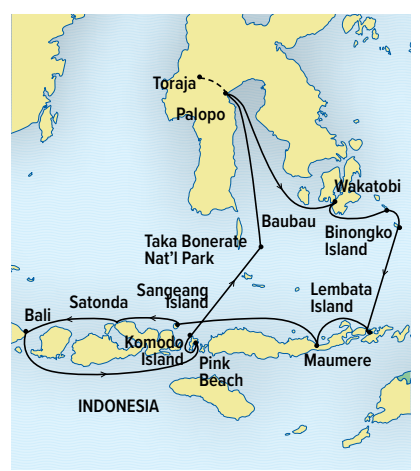 Toraja
Palopo
Wakatobi
Baubau
Binongko
Island
Taka Bonerate
Nat'l Park
Sangeang
Island
Lembata
Island
Satonda
Bali
Komodo
Island
Pink
Beach
Maumere
INDONESIA